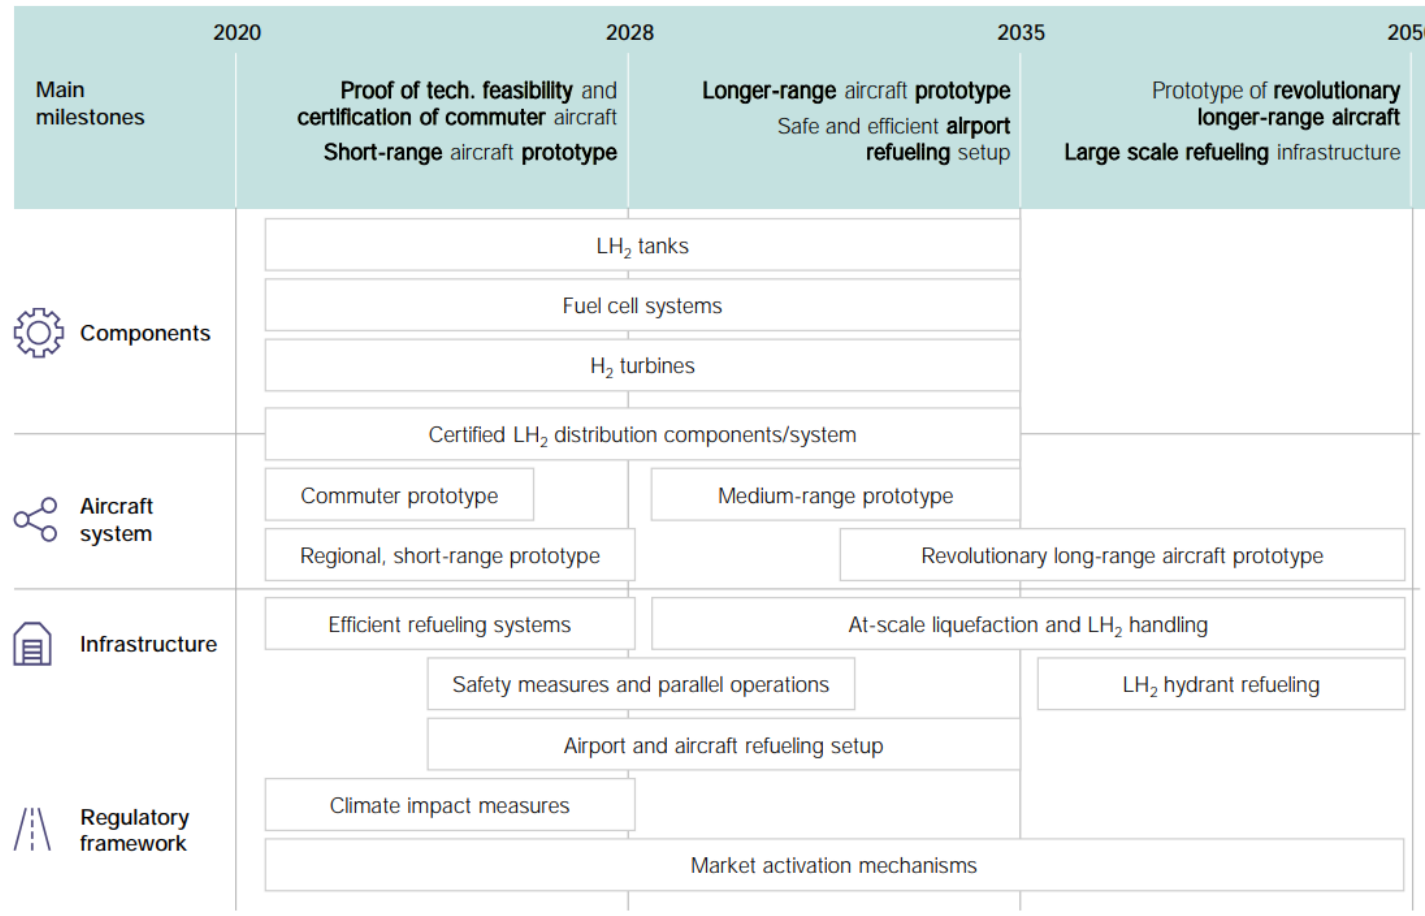 2020 2028 2035 2050
Main
milestones
Proof of tech. feasibility and
certification of commuter aircraft
Short-range aircraft prototype
Longer-range aircraft prototype
Safe and efficient airport
refueling setup
Prototype of revolutionary
longer-range aircraft
Large scale refueling infrastructure
Components
LH₂ tanks
Fuel cell systems
H₂ turbines
Certified LH₂ distribution components/system
Aircraft
system
Commuter prototype
Medium-range prototype
Regional, short-range prototype
Revolutionary long-range aircraft prototype
Infrastructure
Efficient refueling systems
At-scale liquefaction and LH₂ handling
Safety measures and parallel operations
LH₂ hydrant refueling
Airport and aircraft refueling setup
Regulatory
framework
Climate impact measures
Market activation mechanisms